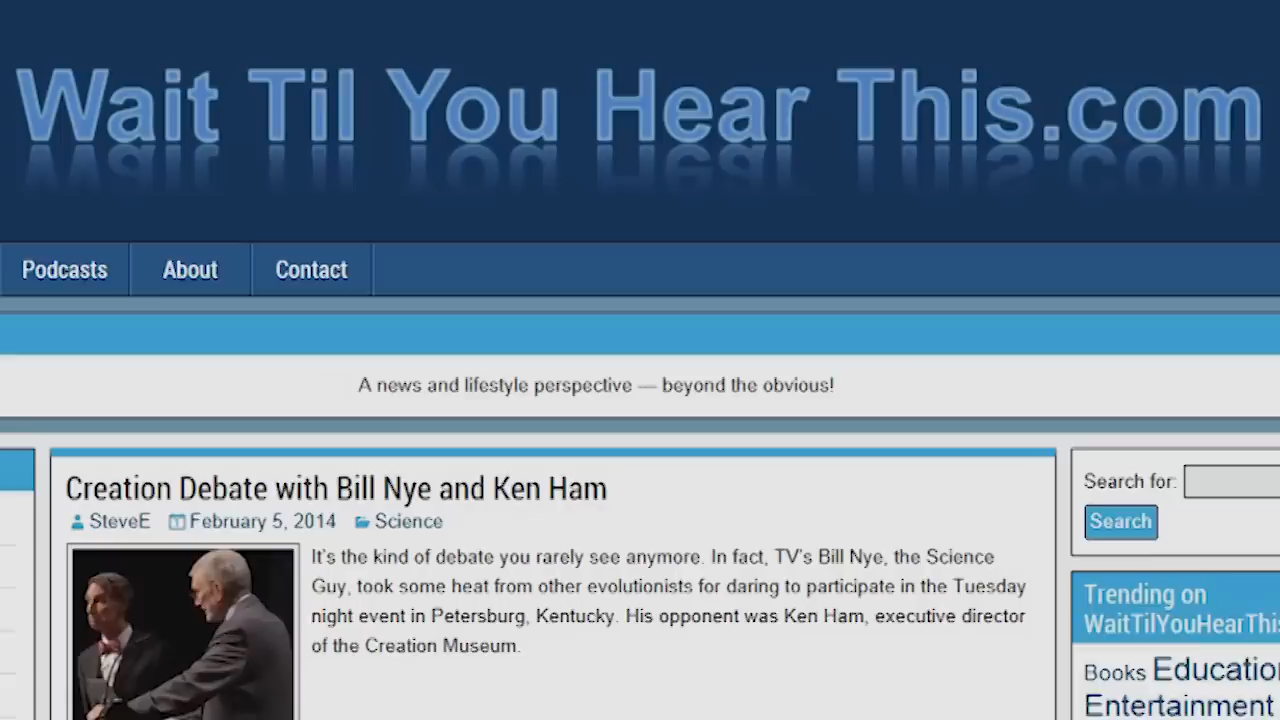 Wait Til You Hear This.com
Podcasts About Contact
A news and lifestyle perspective — beyond the obvious!
Creation Debate with Bill Nye and Ken Ham
SteveE February 5, 2014 Science
It's the kind of debate you rarely see anymore. In fact, TV's Bill Nye, the Science
Guy, took some heat from other evolutionists for daring to participate in the Tuesday
night event in Petersburg, Kentucky. His opponent was Ken Ham, executive director
of the Creation Museum.
Search for:
Search
Trending on
WaitTilYouHearThis
Books Education
Entertainment